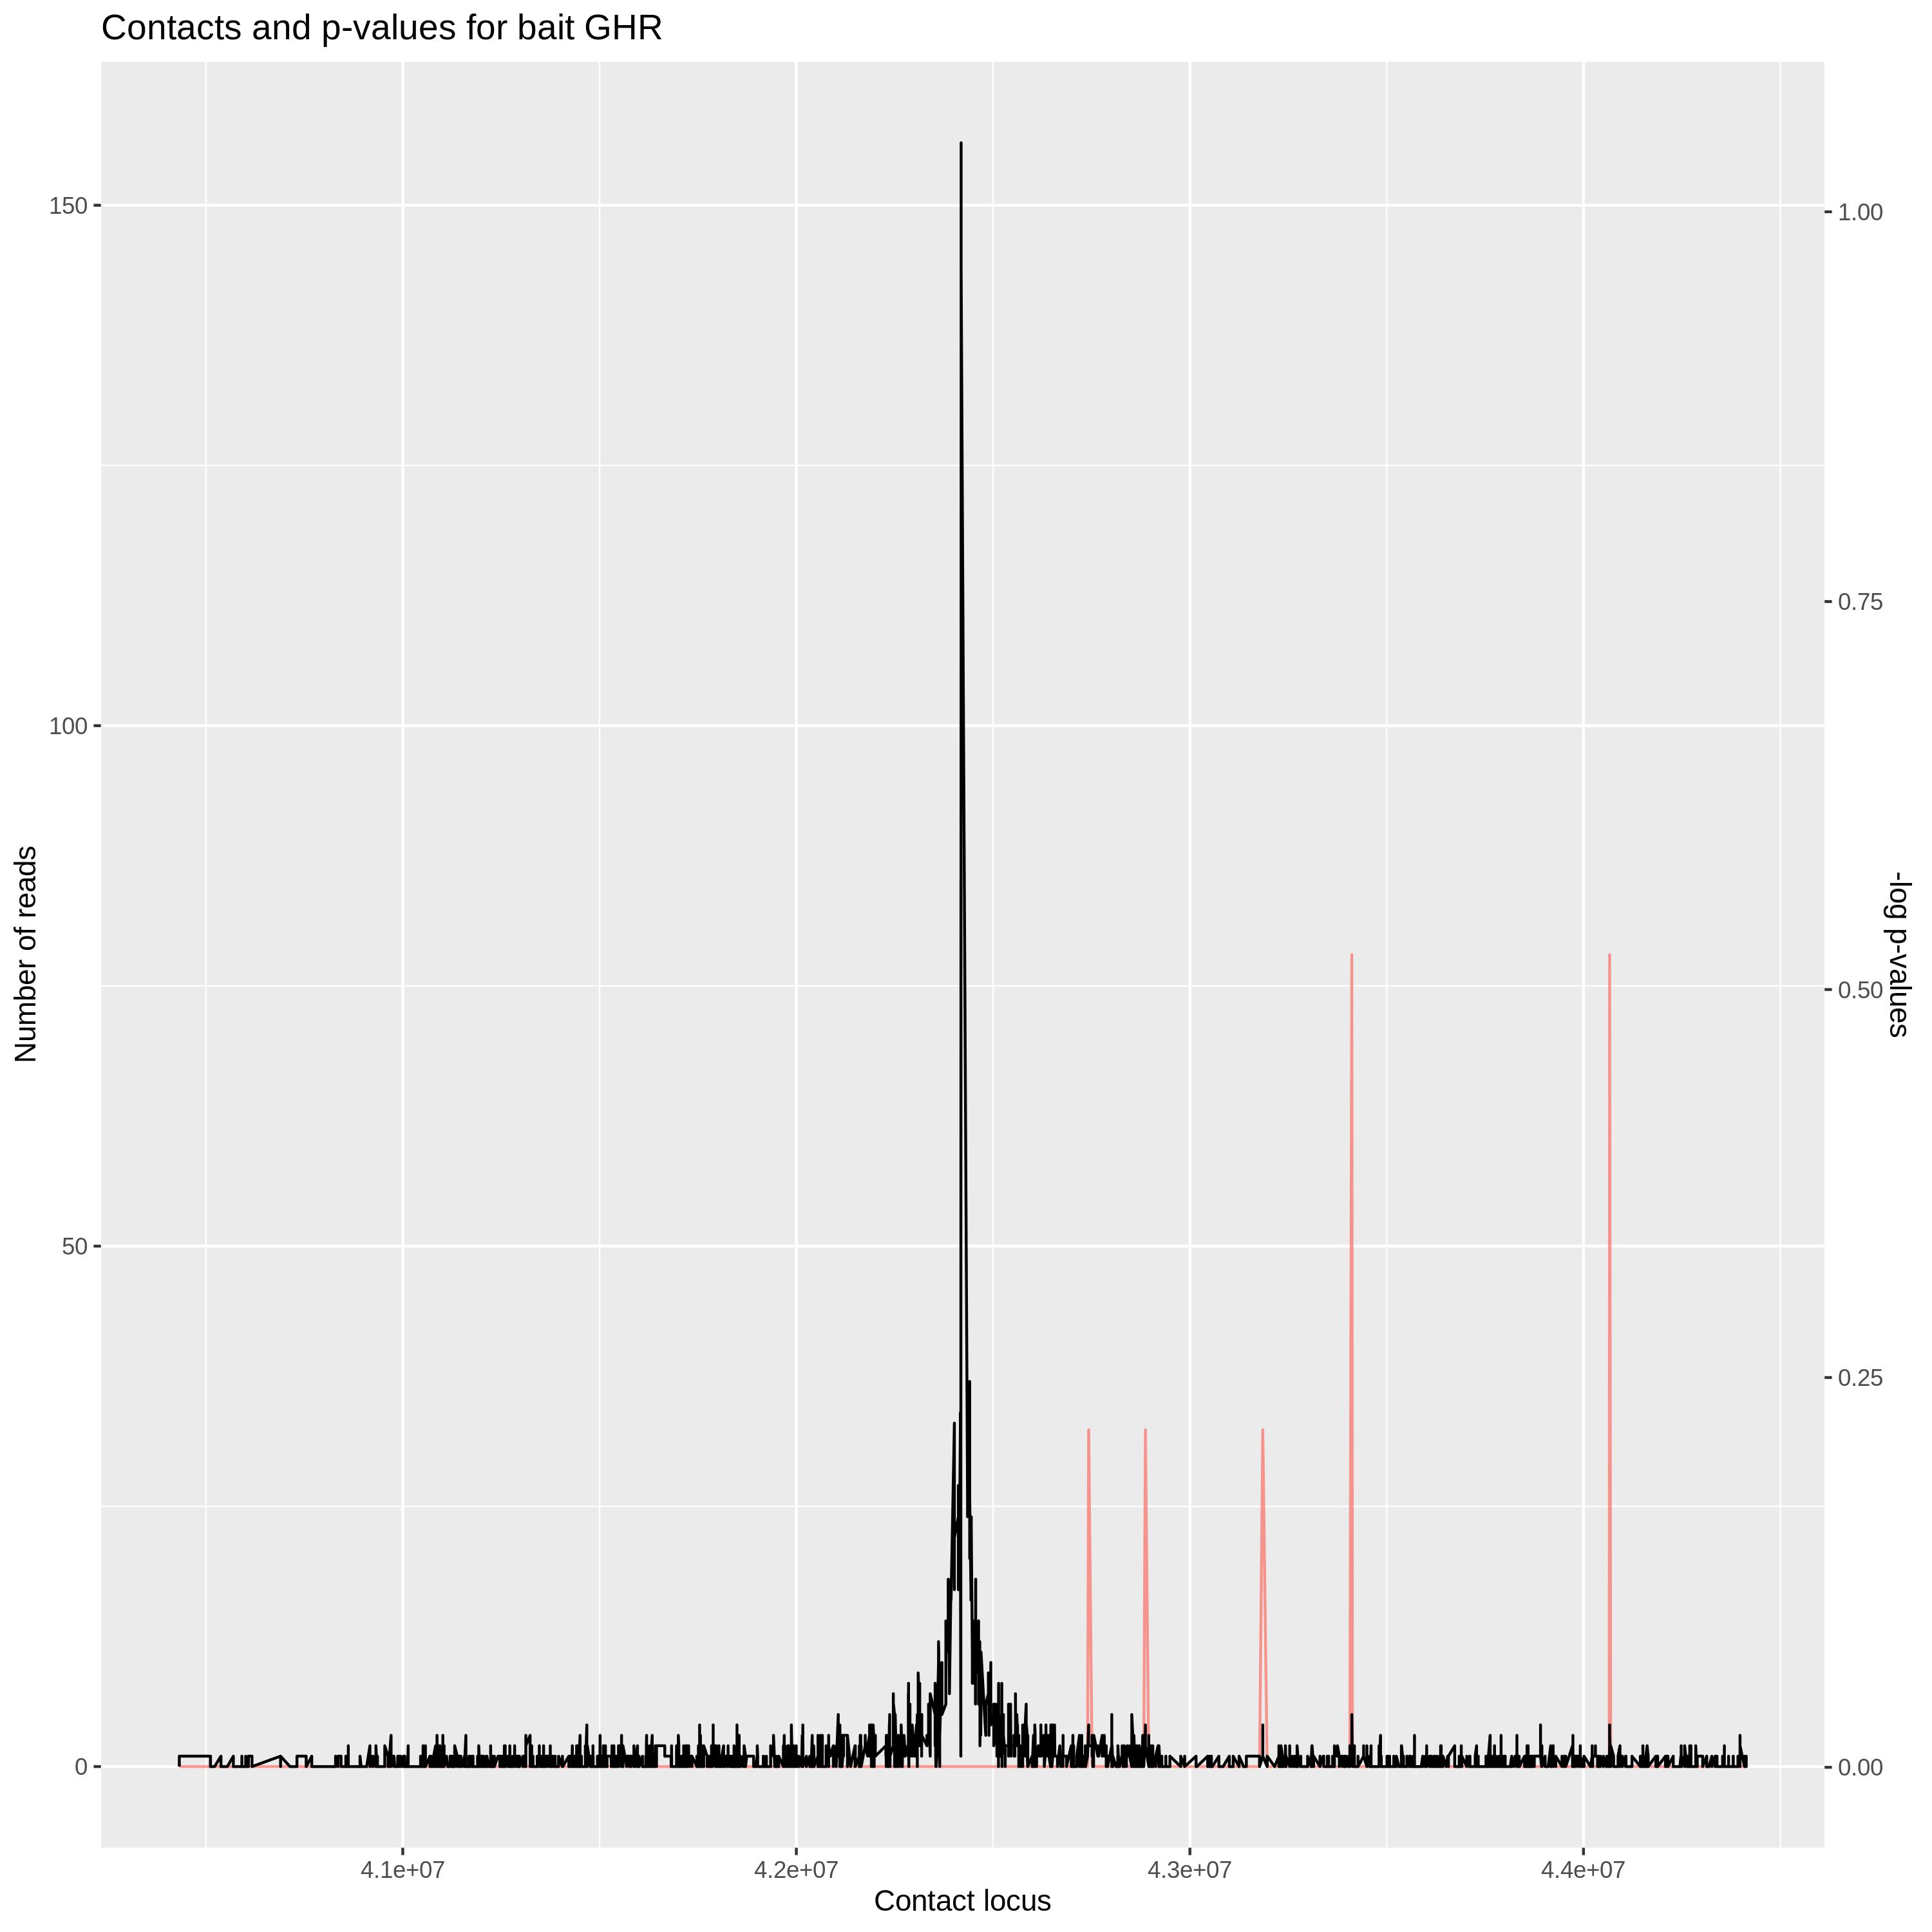 Contacts and p-values for bait GHR
150
100
50
0
Number of reads
1.00
0.75
0.50
0.25
0.00
-log p-values
4.1e+07
4.2e+07
4.3e+07
4.4e+07
Contact locus